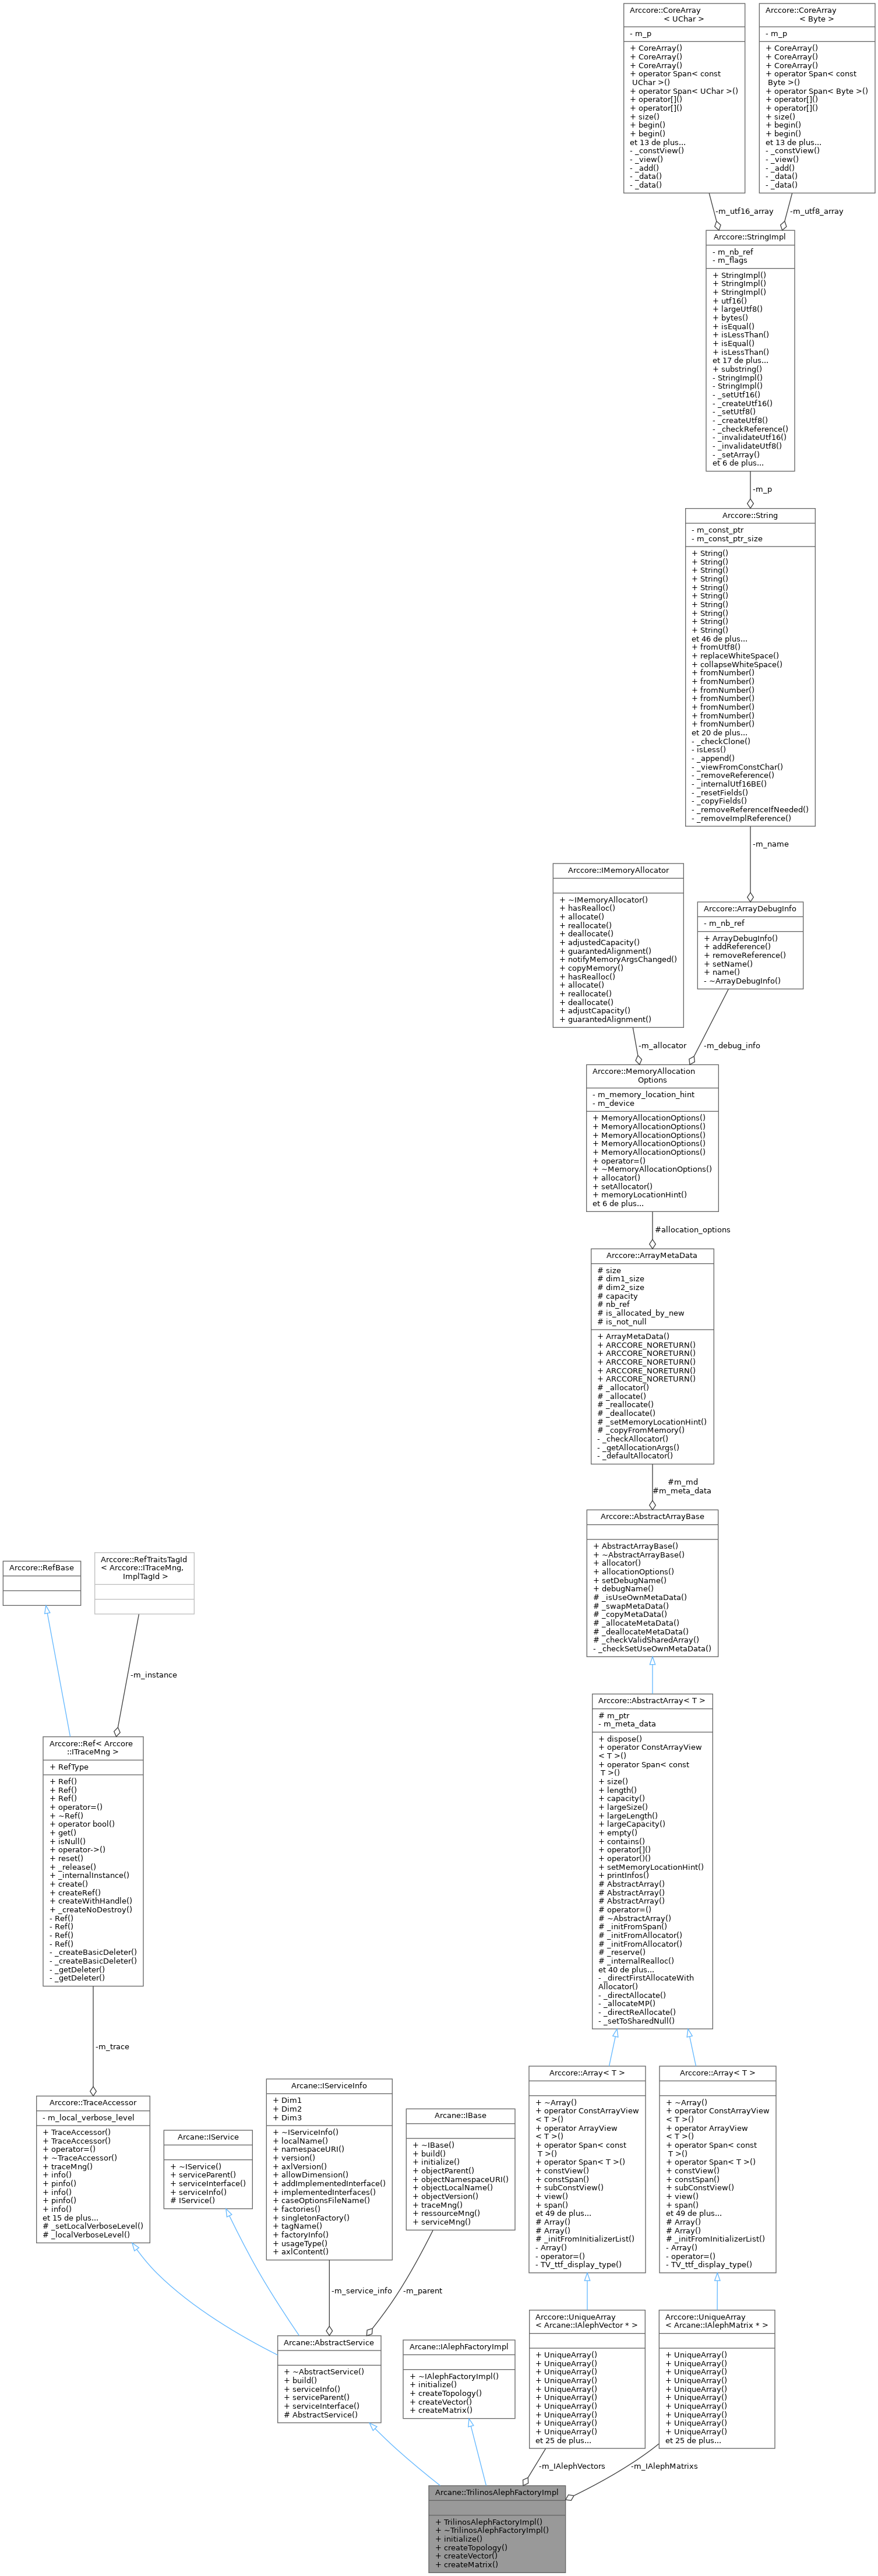 Arccore::CoreArray
< UChar >
- m_p
+ CoreArray()
+ CoreArray()
+ CoreArray()
+ operator Span< const
UChar >()
+ operator Span< UChar >()
+ operator[]()
+ operator[]()
+ size()
+ begin()
+ begin()
et 13 de plus...
- _constView()
- _view()
- _add()
- _data()
- _data()
Arccore::CoreArray
< Byte >
- m_p
+ CoreArray()
+ CoreArray()
+ CoreArray()
+ operator Span< const
Byte >()
+ operator Span< Byte >()
+ operator[]()
+ operator[]()
+ size()
+ begin()
+ begin()
et 13 de plus...
- _constView()
- _view()
- _add()
- _data()
- _data()
-m_utf16_array
-m_utf8_array
Arccore::StringImpl
- m_nb_ref
- m_flags
+ StringImpl()
+ StringImpl()
+ StringImpl()
+ utf16()
+ largeUtf8()
+ bytes()
+ isEqual()
+ isLessThan()
+ isEqual()
+ isLessThan()
et 17 de plus...
+ substring()
- StringImpl()
- StringImpl()
- _setUtf16()
- _createUtf16()
- _setUtf8()
- _createUtf8()
- _checkReference()
- _invalidateUtf16()
- _invalidateUtf8()
- _setArray()
et 6 de plus...
-m_p
Arccore::String
- m_const_ptr
- m_const_ptr_size
+ String()
+ String()
+ String()
+ String()
+ String()
+ String()
+ String()
+ String()
+ String()
+ String()
et 46 de plus...
+ fromUtf8()
+ replaceWhiteSpace()
+ collapseWhiteSpace()
+ fromNumber()
+ fromNumber()
+ fromNumber()
+ fromNumber()
+ fromNumber()
+ fromNumber()
+ fromNumber()
et 20 de plus...
- _checkClone()
- isLess()
- _append()
- _viewFromConstChar()
- _removeReference()
- _internalUtf16BE()
- _resetFields()
- _copyFields()
- _removeReferenceIfNeeded()
- _removeImplReference()
-m_name
Arccore::IMemoryAllocator
+ ~IMemoryAllocator()
+ hasRealloc()
+ allocate()
+ reallocate()
+ deallocate()
+ adjustedCapacity()
+ guarantedAlignment()
+ notifyMemoryArgsChanged()
+ copyMemory()
+ hasRealloc()
+ allocate()
+ reallocate()
+ deallocate()
+ adjustCapacity()
+ guarantedAlignment()
Arccore::ArrayDebugInfo
- m_nb_ref
+ ArrayDebugInfo()
+ addReference()
+ removeReference()
+ setName()
+ name()
- ~ArrayDebugInfo()
-m_allocator
-m_debug_info
Arccore::MemoryAllocation
Options
- m_memory_location_hint
- m_device
+ MemoryAllocationOptions()
+ MemoryAllocationOptions()
+ MemoryAllocationOptions()
+ MemoryAllocationOptions()
+ MemoryAllocationOptions()
+ operator=()
+ ~MemoryAllocationOptions()
+ allocator()
+ setAllocator()
+ memoryLocationHint()
et 6 de plus...
#allocation_options
Arccore::ArrayMetaData
# size
# dim1_size
# dim2_size
# capacity
# nb_ref
# is_allocated_by_new
# is_not_null
+ ArrayMetaData()
+ ARCCORE_NORETURN()
+ ARCCORE_NORETURN()
+ ARCCORE_NORETURN()
+ ARCCORE_NORETURN()
+ ARCCORE_NORETURN()
# _allocator()
# _allocate()
# _reallocate()
# _deallocate()
# _setMemoryLocationHint()
# _copyFromMemory()
- _checkAllocator()
- _getAllocationArgs()
- _defaultAllocator()
#m_md
#m_meta_data
Arccore::AbstractArrayBase
+ AbstractArrayBase()
+ ~AbstractArrayBase()
+ allocator()
+ allocationOptions()
+ setDebugName()
+ debugName()
# _isUseOwnMetaData()
# _swapMetaData()
# _copyMetaData()
# _allocateMetaData()
# _deallocateMetaData()
# _checkValidSharedArray()
- _checkSetUseOwnMetaData()
Arccore::RefBase
Arccore::RefTraitsTagId
< Arccore::ITraceMng,
ImplTagId >
-m_instance
Arccore::AbstractArray< T >
# m_ptr
- m_meta_data
+ dispose()
+ operator ConstArrayView
< T >()
+ operator Span< const
T >()
+ size()
+ length()
+ capacity()
+ largeSize()
+ largeLength()
+ largeCapacity()
+ empty()
+ contains()
+ operator[]()
+ operator()()
+ setMemoryLocationHint()
+ printInfos()
# AbstractArray()
# AbstractArray()
# AbstractArray()
# operator=()
# ~AbstractArray()
# _initFromSpan()
# _initFromAllocator()
# _initFromAllocator()
# _reserve()
# _internalRealloc()
et 40 de plus...
- _directFirstAllocateWith
Allocator()
- _directAllocate()
- _allocateMP()
- _directReAllocate()
- _setToSharedNull()
Arccore::Ref< Arccore
::ITraceMng >
+ RefType
+ Ref()
+ Ref()
+ Ref()
+ operator=()
+ ~Ref()
+ operator bool()
+ get()
+ isNull()
+ operator->()
+ reset()
+ _release()
+ _internalInstance()
+ create()
+ createRef()
+ createWithHandle()
+ _createNoDestroy()
- Ref()
- Ref()
- Ref()
- Ref()
- _createBasicDeleter()
- _createBasicDeleter()
- _getDeleter()
- _getDeleter()
-m_trace
Arccore::TraceAccessor
- m_local_verbose_level
+ TraceAccessor()
+ TraceAccessor()
+ operator=()
+ ~TraceAccessor()
+ traceMng()
+ info()
+ pinfo()
+ info()
+ pinfo()
+ info()
et 15 de plus...
# _setLocalVerboseLevel()
# _localVerboseLevel()
Arcane::IService
+ ~IService()
+ serviceParent()
+ serviceInterface()
+ serviceInfo()
# IService()
Arcane::IServiceInfo
+ Dim1
+ Dim2
+ Dim3
+ ~IServiceInfo()
+ localName()
+ namespaceURI()
+ version()
+ axlVersion()
+ allowDimension()
+ addImplementedInterface()
+ implementedInterfaces()
+ caseOptionsFileName()
+ factories()
+ singletonFactory()
+ tagName()
+ factoryInfo()
+ usageType()
+ axlContent()
Arcane::IBase
+ ~IBase()
+ build()
+ initialize()
+ objectParent()
+ objectNamespaceURI()
+ objectLocalName()
+ objectVersion()
+ traceMng()
+ ressourceMng()
+ serviceMng()
Arccore::Array< T >
+ ~Array()
+ operator ConstArrayView
< T >()
+ operator ArrayView
< T >()
+ operator Span< const
T >()
+ operator Span< T >()
+ constView()
+ constSpan()
+ subConstView()
+ view()
+ span()
et 49 de plus...
# Array()
# Array()
# _initFromInitializerList()
- Array()
- operator=()
- TV_ttf_display_type()
Arccore::Array< T >
+ ~Array()
+ operator ConstArrayView
< T >()
+ operator ArrayView
< T >()
+ operator Span< const
T >()
+ operator Span< T >()
+ constView()
+ constSpan()
+ subConstView()
+ view()
+ span()
et 49 de plus...
# Array()
# Array()
# _initFromInitializerList()
- Array()
- operator=()
- TV_ttf_display_type()
-m_service_info
-m_parent
Arcane::AbstractService
+ ~AbstractService()
+ build()
+ serviceInfo()
+ serviceParent()
+ serviceInterface()
# AbstractService()
Arcane::IAlephFactoryImpl
+ ~IAlephFactoryImpl()
+ initialize()
+ createTopology()
+ createVector()
+ createMatrix()
Arccore::UniqueArray
< Arcane::IAlephVector * >
+ UniqueArray()
+ UniqueArray()
+ UniqueArray()
+ UniqueArray()
+ UniqueArray()
+ UniqueArray()
+ UniqueArray()
+ UniqueArray()
+ UniqueArray()
+ UniqueArray()
et 25 de plus...
Arccore::UniqueArray
< Arcane::IAlephMatrix * >
+ UniqueArray()
+ UniqueArray()
+ UniqueArray()
+ UniqueArray()
+ UniqueArray()
+ UniqueArray()
+ UniqueArray()
+ UniqueArray()
+ UniqueArray()
+ UniqueArray()
et 25 de plus...
-m_IAlephVectors
-m_IAlephMatrixs
Arcane::TrilinosAlephFactoryImpl
+ TrilinosAlephFactoryImpl()
+ ~TrilinosAlephFactoryImpl()
+ initialize()
+ createTopology()
+ createVector()
+ createMatrix()